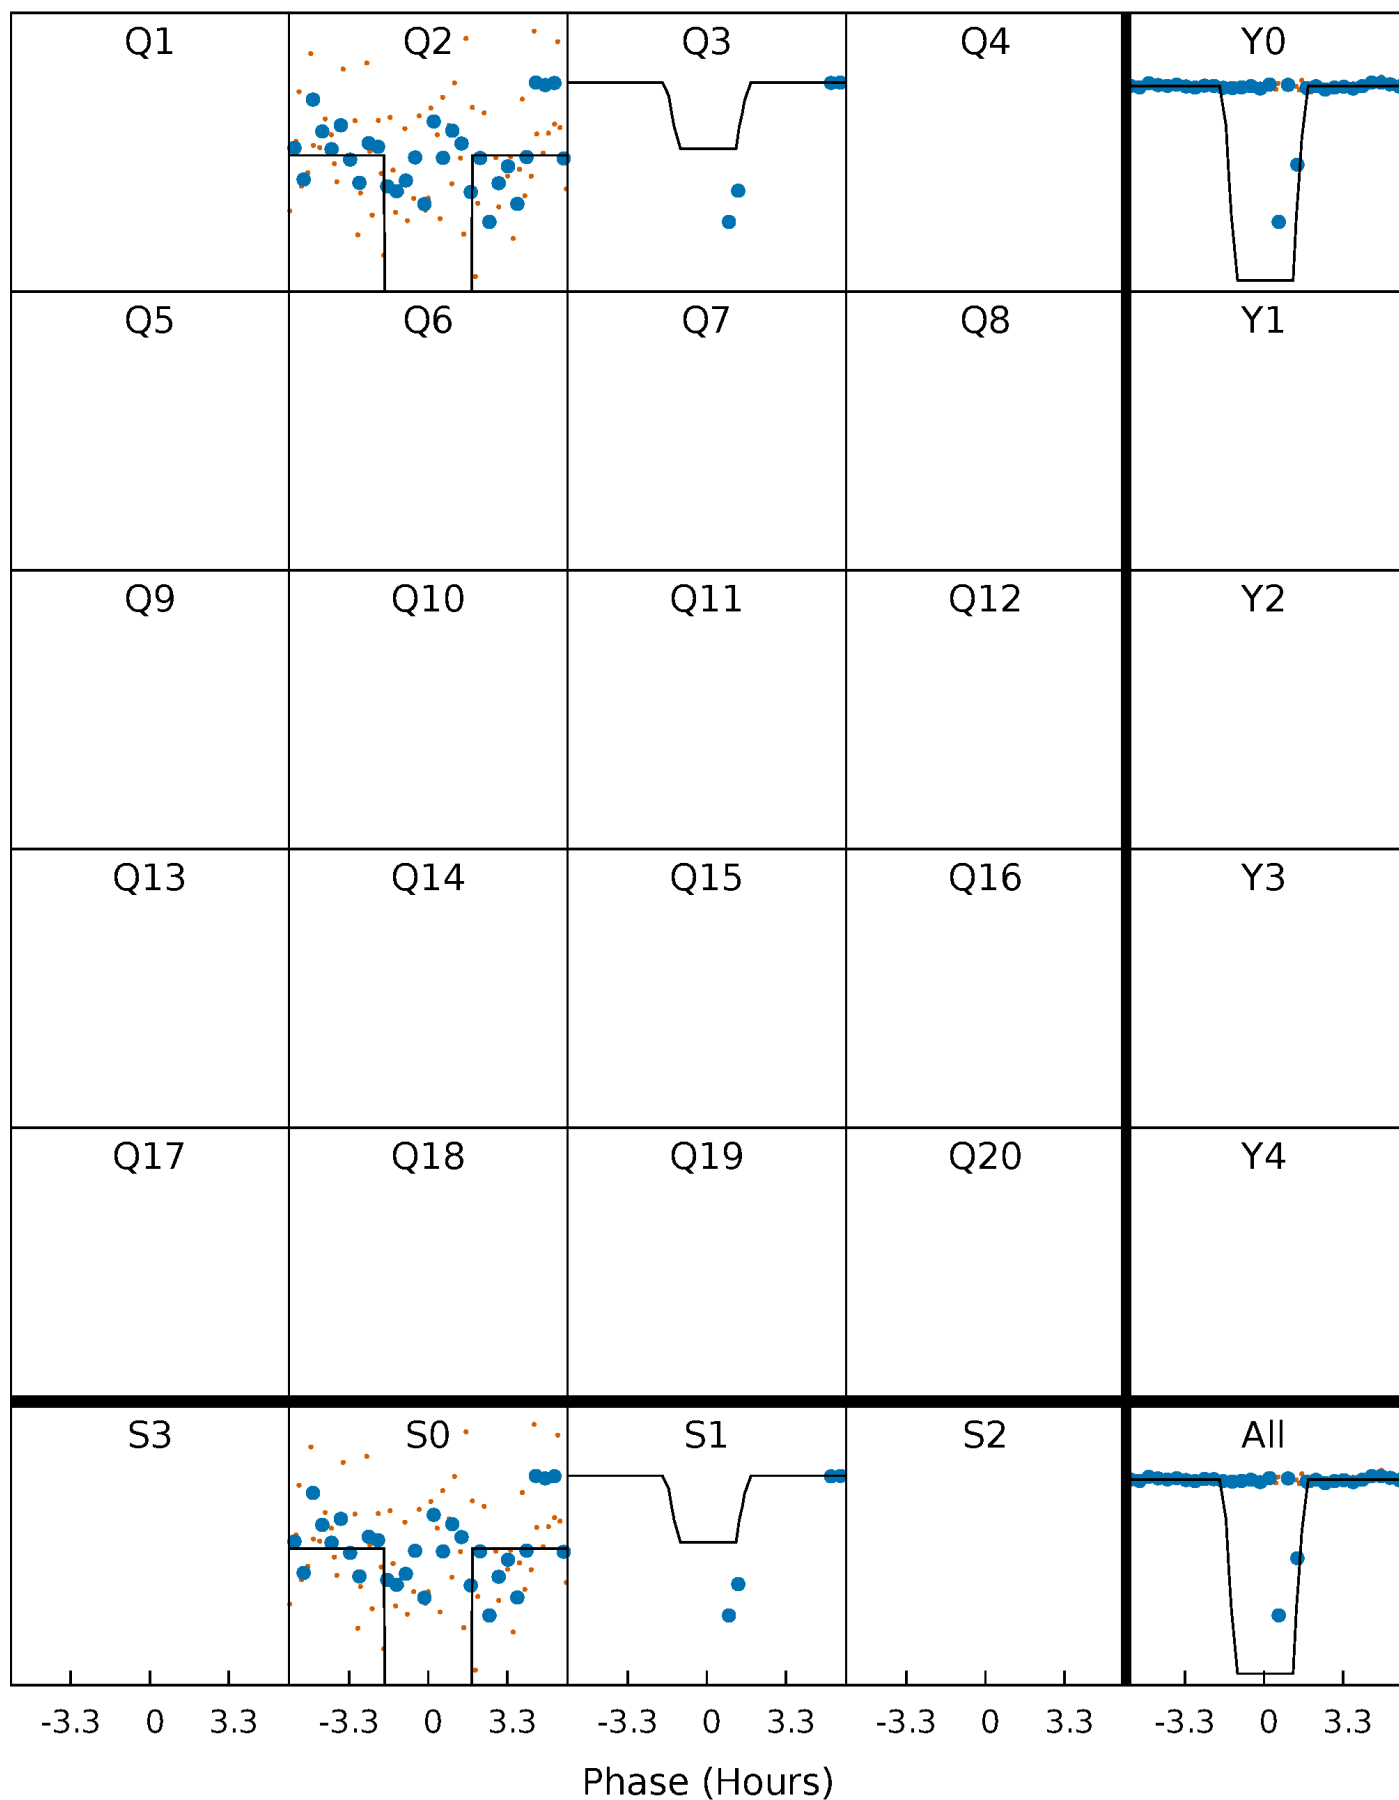 Q1 Q2 Q3 Q4 Y0
Q5 Q6 Q7 Q8 Y1
Q9 Q10 Q11 Q12 Y2
Q13 Q14 Q15 Q16 Y3
Q17 Q18 Q19 Q20 Y4
S3 S0 S1 S2 All
-3.3 0 3.3 -3.3 0 3.3 -3.3 0 3.3 -3.3 0 3.3 -3.3 0 3.3
Phase (Hours)